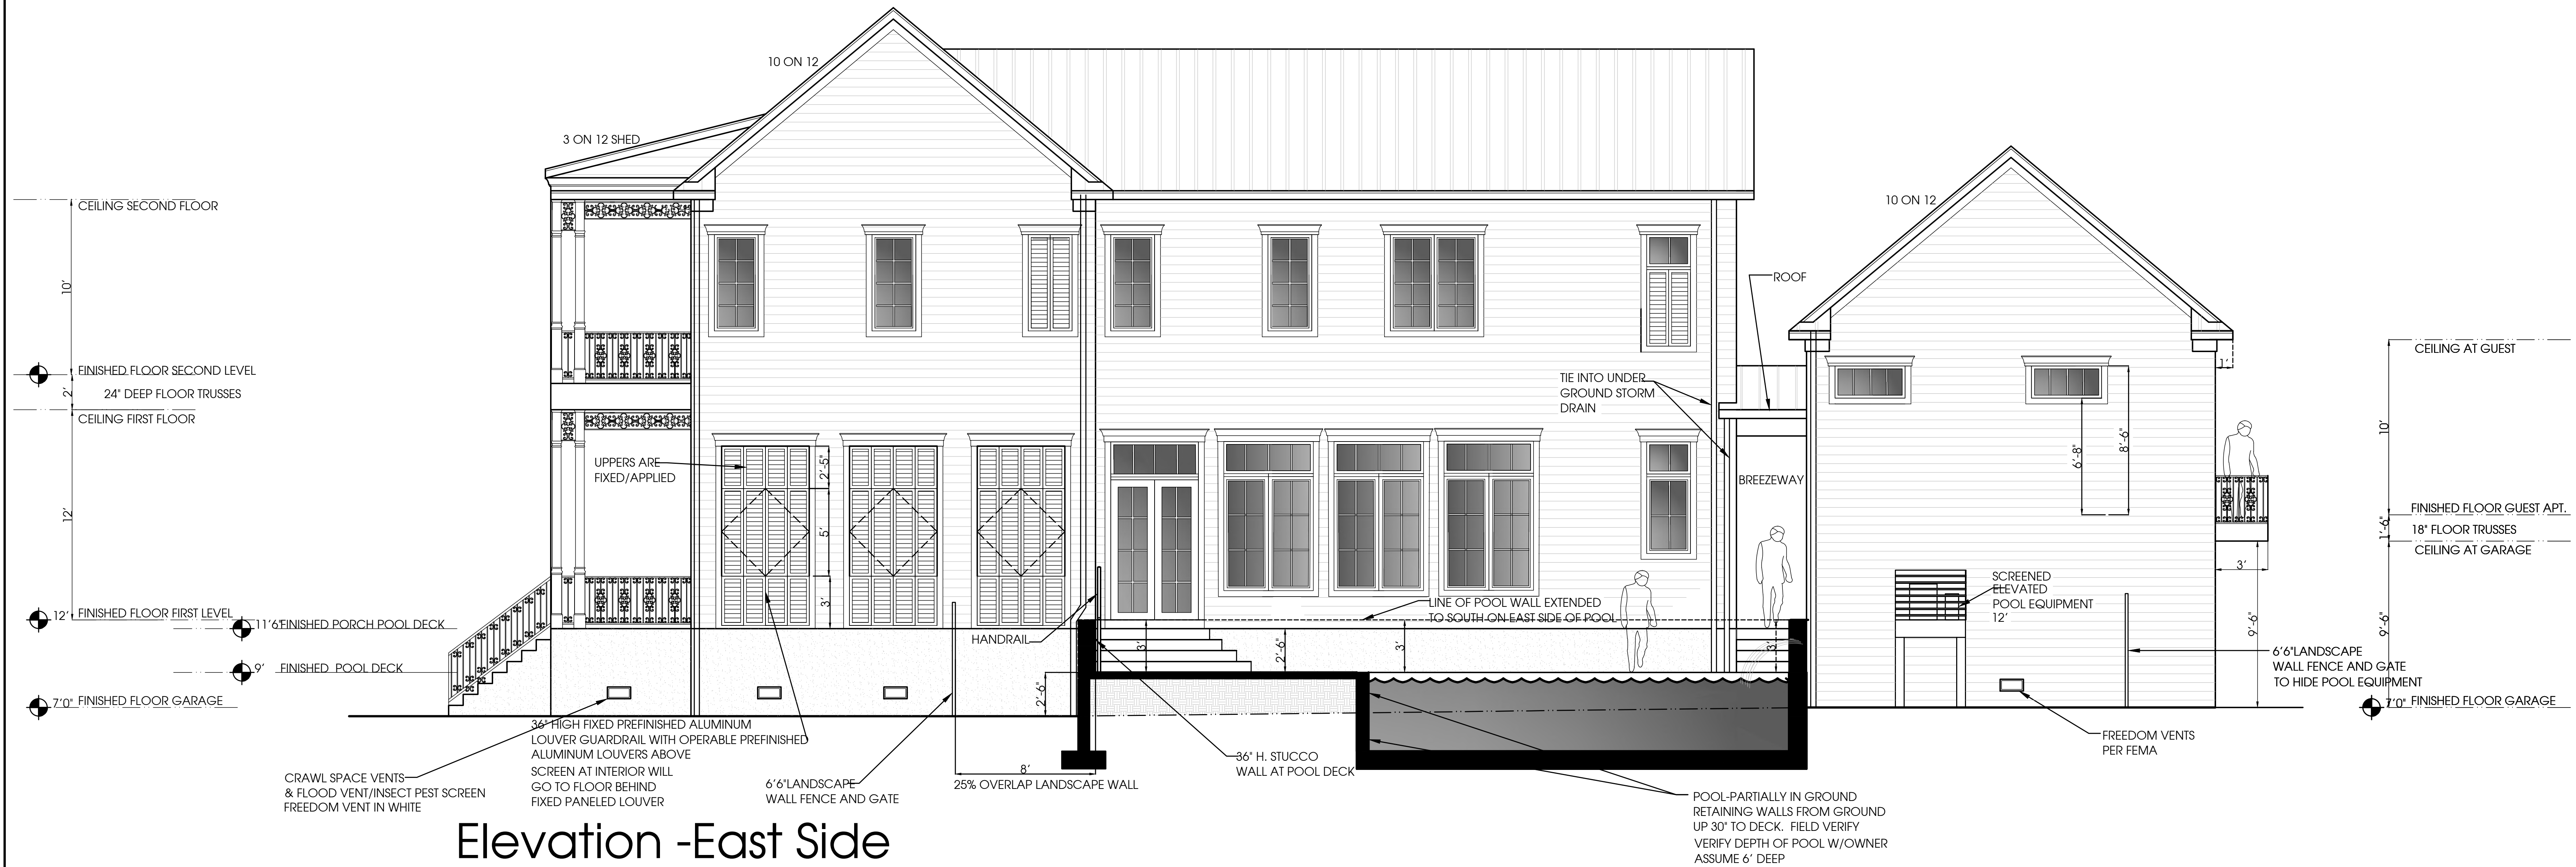 10 ON 12
3 ON 12 SHED
CEILING SECOND FLOOR
10'
FINISHED FLOOR SECOND LEVEL
2'
24" DEEP FLOOR TRUSSES
CEILING FIRST FLOOR
12'
12' FINISHED FLOOR FIRST LEVEL
11'6" FINISHED PORCH POOL DECK
9' FINISHED POOL DECK
7'0" FINISHED FLOOR GARAGE
UPPERS ARE
FIXED/APPLIED
2'-5"
5'
3'
HANDRAIL
CRAWL SPACE VENTS
& FLOOD VENT/INSECT PEST SCREEN
FREEDOM VENT IN WHITE
36" HIGH FIXED PREFINISHED ALUMINUM
LOUVER GUARDRAIL WITH OPERABLE PREFINISHED
ALUMINUM LOUVERS ABOVE
SCREEN AT INTERIOR WILL
GO TO FLOOR BEHIND
FIXED PANELED LOUVER
6'6"LANDSCAPE
WALL FENCE AND GATE
8'
25% OVERLAP LANDSCAPE WALL
2'-6"
36" H. STUCCO
WALL AT POOL DECK
3'
2'-6"
3'
LINE OF POOL WALL EXTENDED
TO SOUTH ON EAST SIDE OF POOL
3'
TIE INTO UNDER
GROUND STORM
DRAIN
ROOF
BREEZEWAY
POOL-PARTIALLY IN GROUND
RETAINING WALLS FROM GROUND
UP 30" TO DECK. FIELD VERIFY
VERIFY DEPTH OF POOL W/OWNER
ASSUME 6' DEEP
10 ON 12
1'
6'-8"
8'-6"
SCREENED
ELEVATED
POOL EQUIPMENT
12'
3'
9'-6"
6'6"LANDSCAPE
WALL FENCE AND GATE
TO HIDE POOL EQUIPMENT
FREEDOM VENTS
PER FEMA
CEILING AT GUEST
10'
FINISHED FLOOR GUEST APT.
1'-6"
18" FLOOR TRUSSES
CEILING AT GARAGE
9'-6"
7'0" FINISHED FLOOR GARAGE
Elevation -East Side